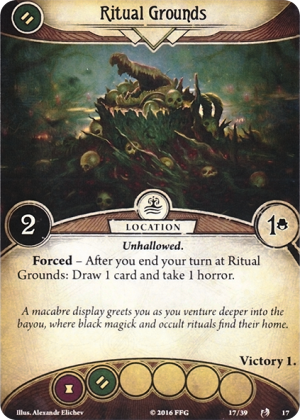 Ritual Grounds
2
LOCATION
1
Unhallowed.
Forced – After you end your turn at Ritual
Grounds: Draw 1 card and take 1 horror.
A macabre display greets you as you venture deeper into the
bayou, where black magick and occult rituals find their home.
Victory 1.
Illus. Alexandr Elichev
© 2016 FFG
17/39
17